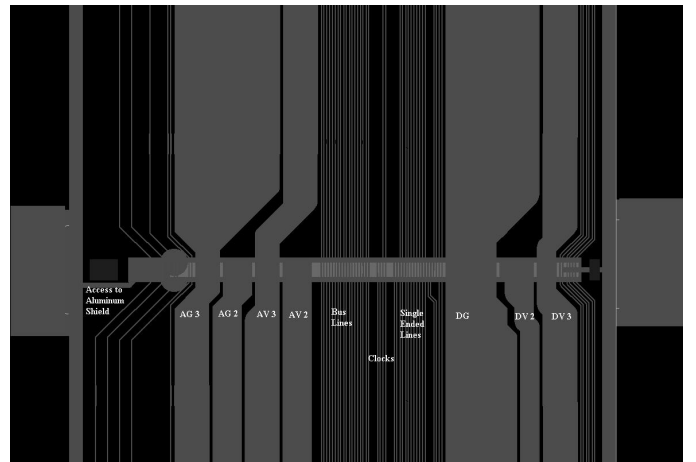 Access to
Aluminum
Shield
AG 3
AG 2
AV 3
AV 2
Bus
Lines
Clocks
Single
Ended
Lines
DG
DV 2
DV 3